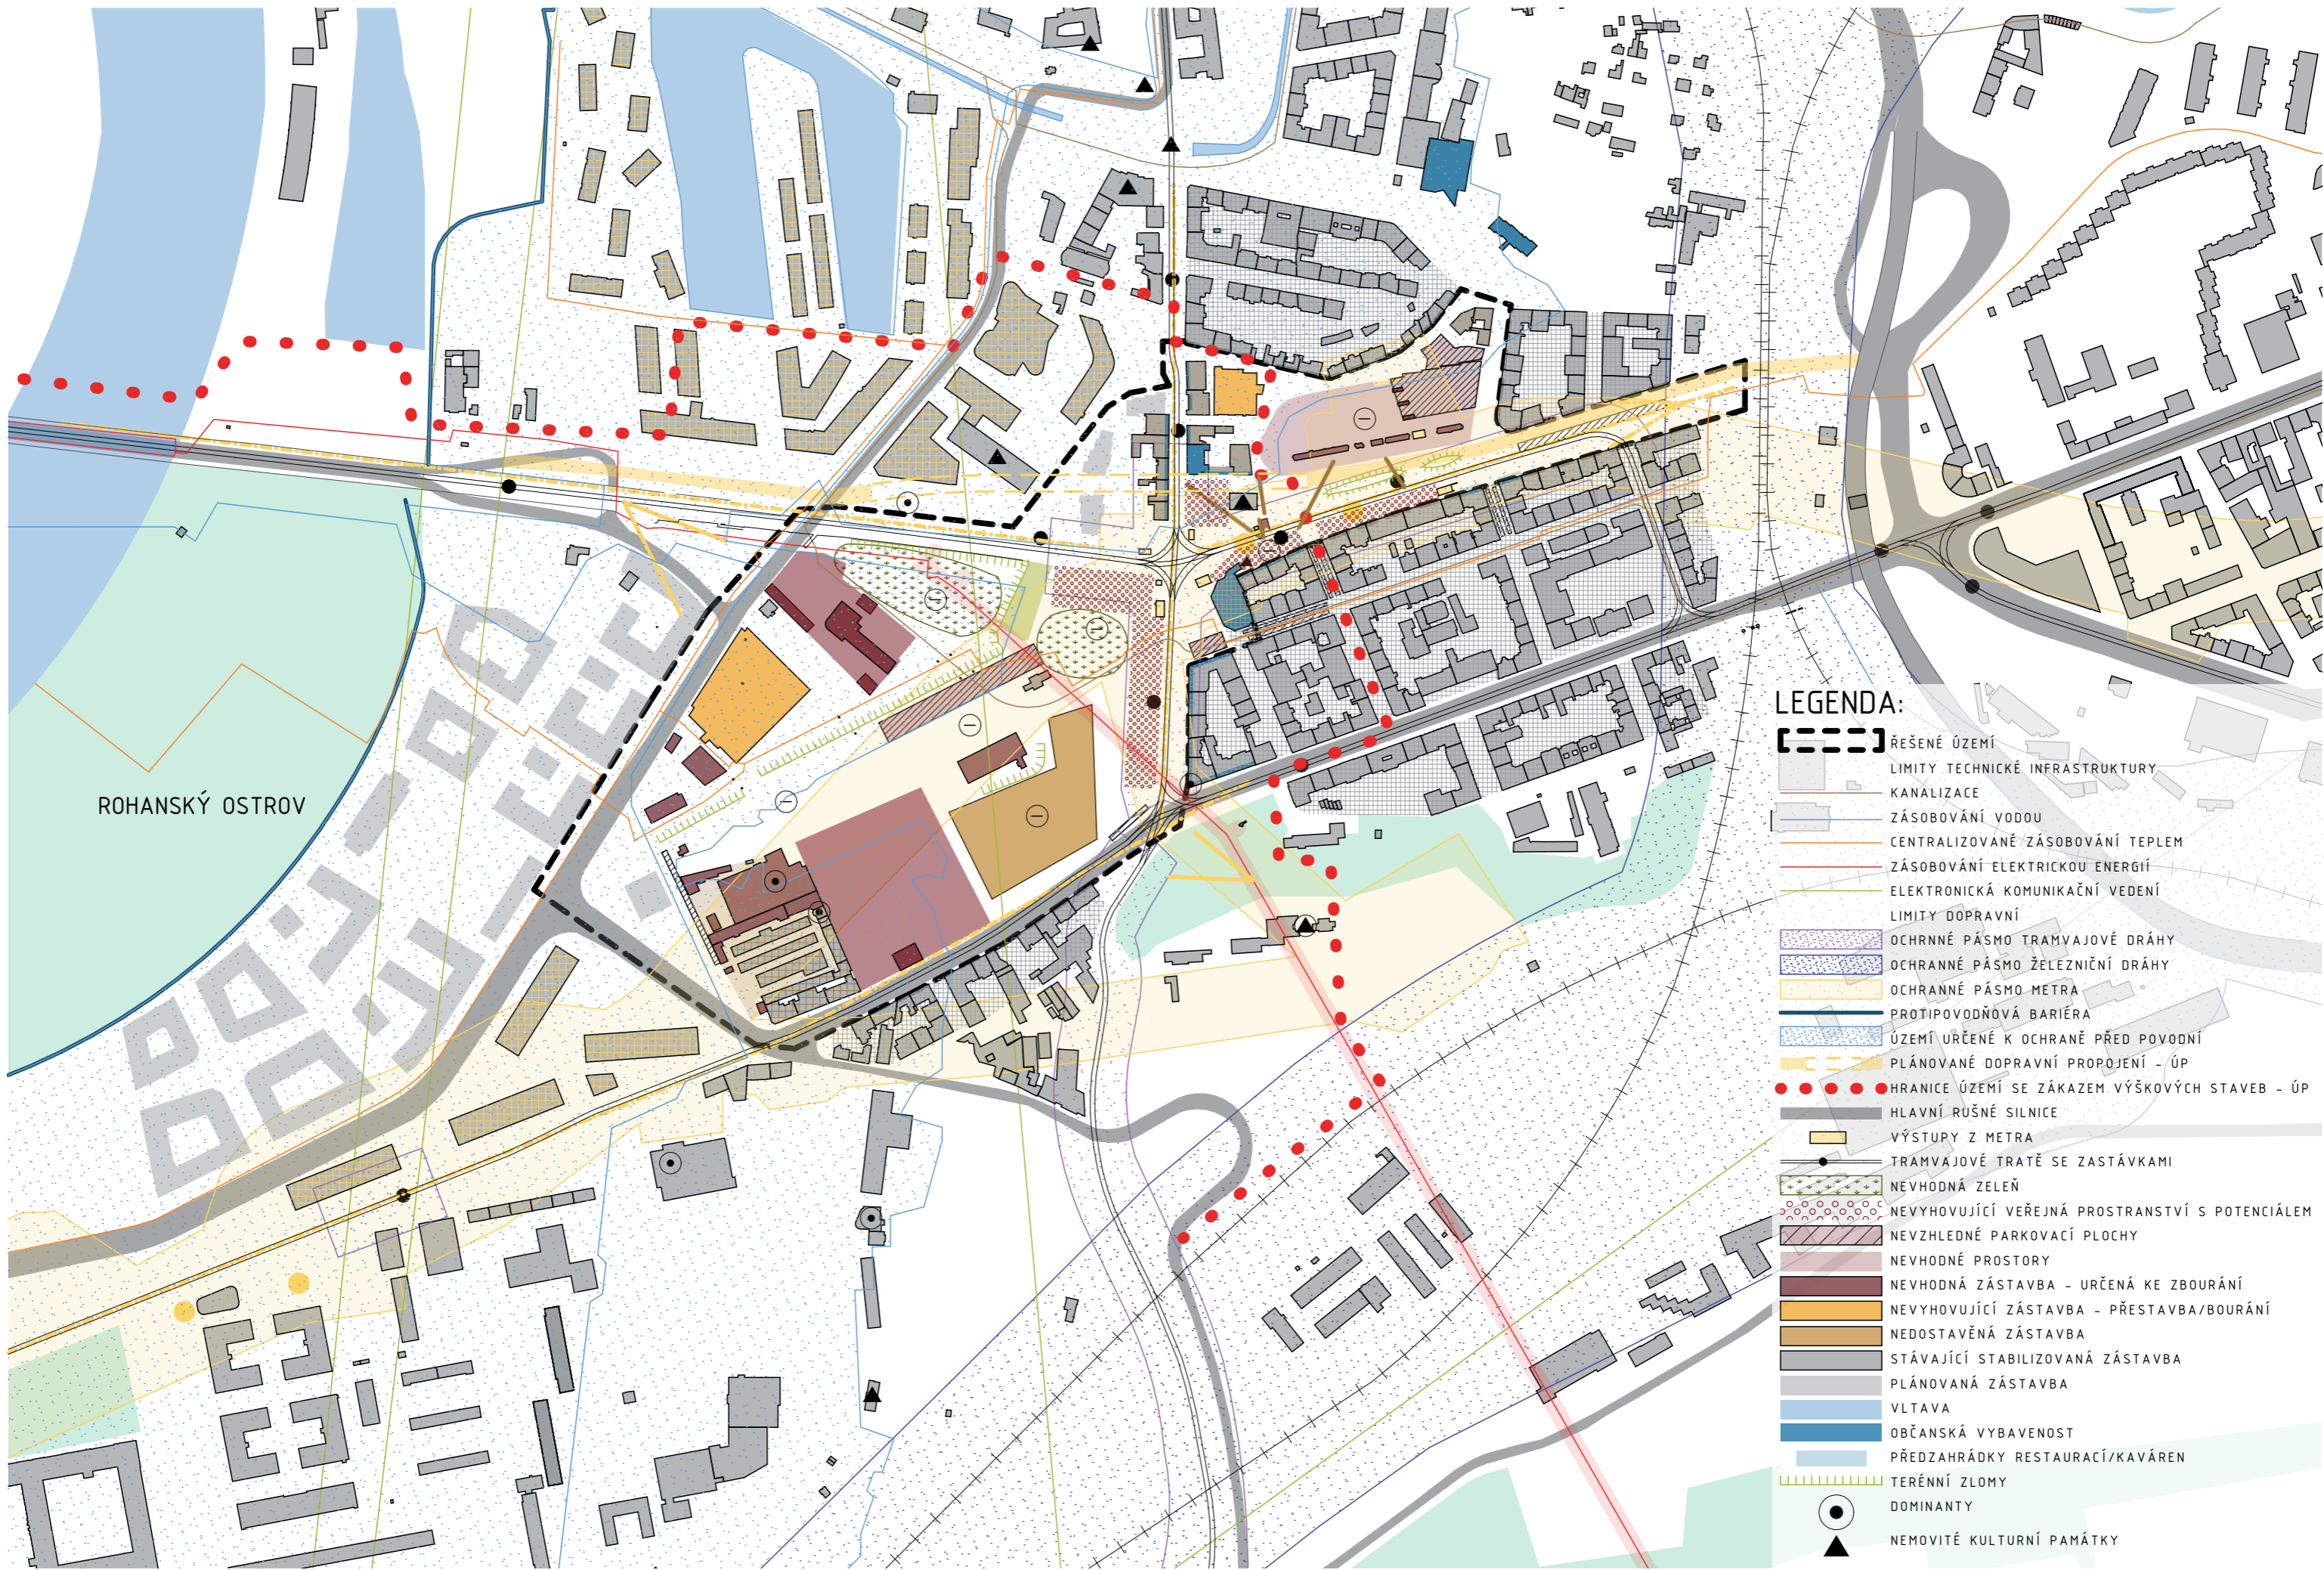 ROHANSKÝ OSTROV
LEGENDA:
ŘEŠENÉ ÚZEMÍ
LIMITY TECHNICKÉ INFRASTRUKTURY
KANALIZACE
ZÁSOBOVÁNÍ VODOU
CENTRALIZOVANÉ ZÁSOBOVÁNÍ TEPLEM
ZÁSOBOVÁNÍ ELEKTRICKOU ENERGIÍ
ELEKTRONICKÁ KOMUNIKAČNÍ VEDENÍ
LIMITY DOPRAVNÍ
OCHRNNÉ PÁSMO TRAMVAJOVÉ DRÁHY
OCHRANNÉ PÁSMO ŽELEZNIČNÍ DRÁHY
OCHRANNÉ PÁSMO METRA
PROTIPOVODŇOVÁ BARIÉRA
ÚZEMÍ URČENÉ K OCHRANĚ PŘED POVODNÍ
PLÁNOVANÉ DOPRAVNÍ PROPOJENÍ - ÚP
HRANICE ÚZEMÍ SE ZÁKAZEM VÝŠKOVÝCH STAVEB - ÚP
HLAVNÍ RUŠNÉ SILNICE
VÝSTUPY Z METRA
TRAMVAJOVÉ TRATĚ SE ZASTÁVKAMI
NEVHODNÁ ZELEŇ
NEVYHOVUJÍCÍ VEŘEJNÁ PROSTRANSTVÍ S POTENCIÁLEM
NEVZHLEDNÉ PARKOVACÍ PLOCHY
NEVHODNÉ PROSTORY
NEVHODNÁ ZÁSTAVBA - URČENÁ KE ZBOURÁNÍ
NEVYHOVUJÍCÍ ZÁSTAVBA - PŘESTAVBA/BOURÁNÍ
NEDOSTAVĚNÁ ZÁSTAVBA
STÁVAJÍCÍ STABILIZOVANÁ ZÁSTAVBA
PLÁNOVANÁ ZÁSTAVBA
VLTAVA
OBČANSKÁ VYBAVENOST
PŘEDZAHRÁDKY RESTAURACÍ/KAVÁREN
TERÉNNÍ ZLOMY
DOMINANTY
NEMOVITÉ KULTURNÍ PAMÁTKY